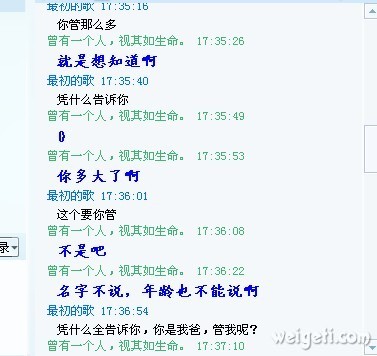 最初的歌 17:35:16
你管那么多
曾有一个人，视其如生命。 17:35:26
就是想知道啊
最初的歌 17:35:40
凭什么告诉你
曾有一个人，视其如生命。 17:35:49
曾有一个人，视其如生命。 17:35:53
你多大了啊
最初的歌 17:36:01
这个要你管
曾有一个人，视其如生命。 17:36:08
不是吧
曾有一个人，视其如生命。 17:36:22
名字不说，年龄也不能说啊
最初的歌 17:36:54
凭什么全告诉你，你是我爸，管我呢？
曾有一个人，视其如生命。 17:37:10
录
weigeti.com